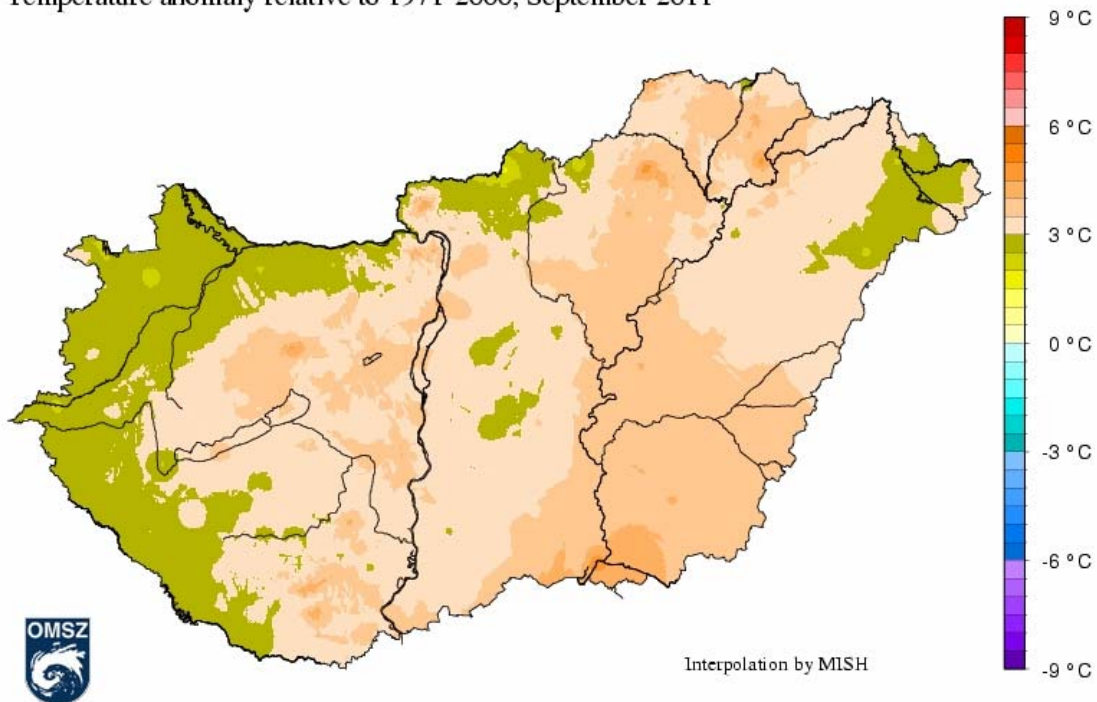 Temperature anomaly relative to 1971-2000, September 2011
9 °C
6 °C
3 °C
0 °C
-3 °C
-6 °C
-9 °C
OMSZ
Interpolation by MISH